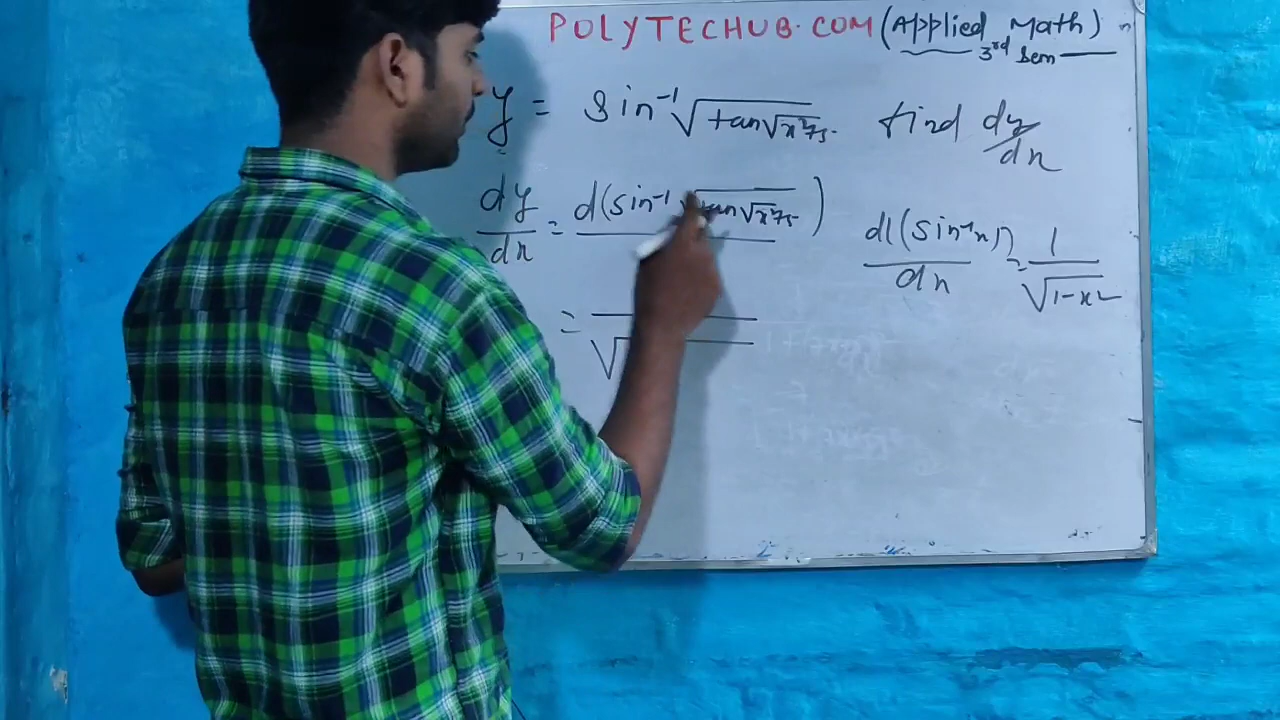 POLYTECHUB.COM (Applied Math)
3rd Sem
y = sin⁻¹√(tan√(x²+5)) find dy/dx
dy/dx = d(sin⁻¹√(tan√(x²+5)))
d(sin⁻¹x)/dx = 1/√(1-x²)
= √